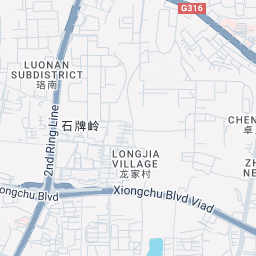 G316
LUONAN
SUBDISTRICT
珞南
石牌岭
CHEN
卓
2nd Ring Line
LONGJIA
VILLAGE
龙家村
ZH
NE
ongchu Blvd
Xiongchu Blvd Viad